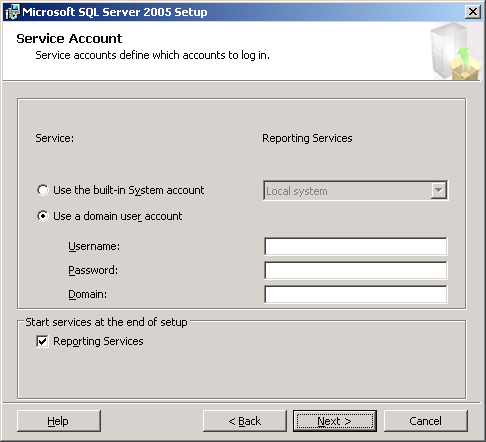 Microsoft SQL Server 2005 Setup
Service Account
Service accounts define which accounts to log in.
Service: Reporting Services
Use the built-in System account Local system
Use a domain user account
Username:
Password:
Domain:
Start services at the end of setup
Reporting Services
Help < Back Next > Cancel